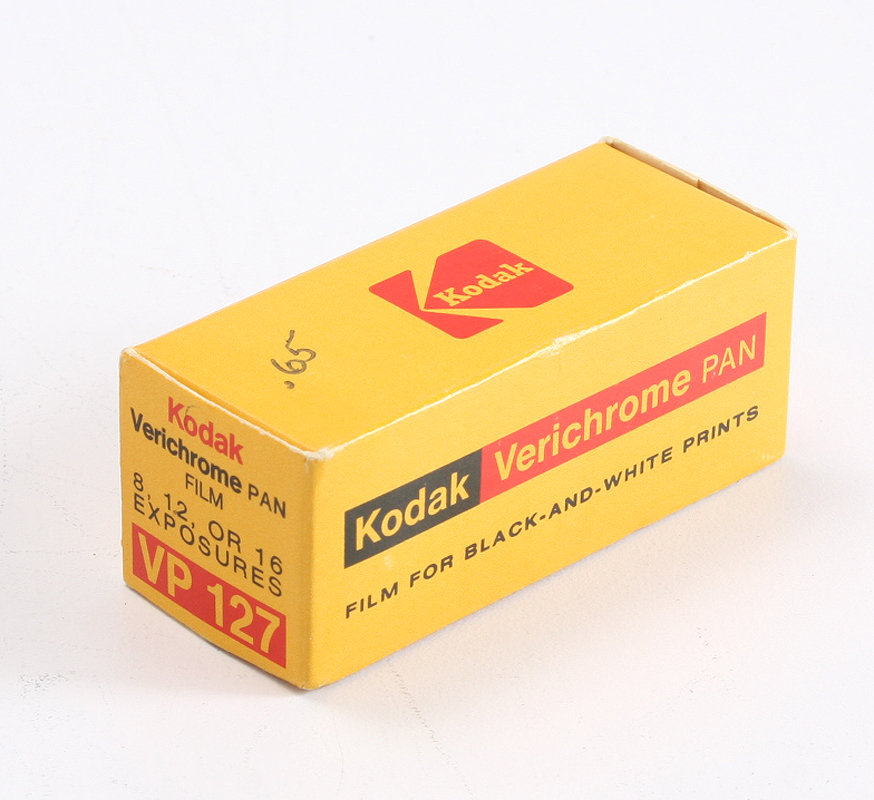 Kodak
.65
Kodak
Verichrome PAN
FILM
8, 12, OR 16
EXPOSURES
VP 127
Kodak Verichrome PAN
FILM FOR BLACK-AND-WHITE PRINTS